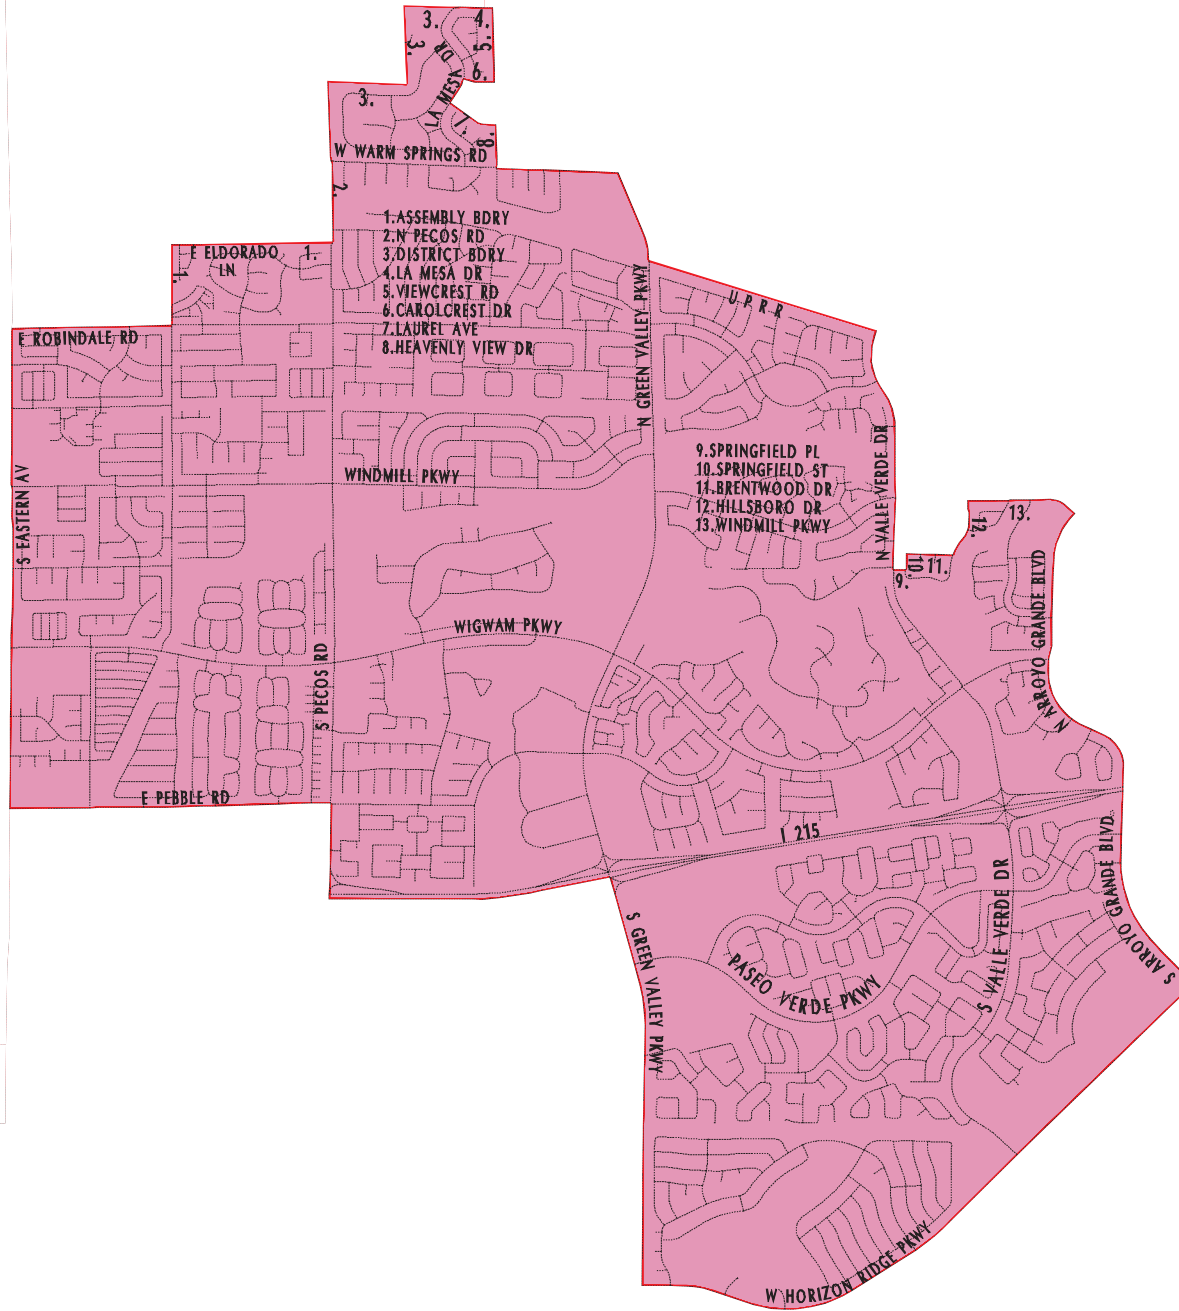 3.
4.
3.
5.
LA MESA DR
6.
3.
7.
8.
W WARM SPRINGS RD
2.
1.ASSEMBLY BDRY
2.N PECOS RD
3.DISTRICT BDRY
4.LA MESA DR
5.VIEWCREST RD
6.CAROLCREST DR
7.LAUREL AVE
8.HEAVENLY VIEW DR
E ELDORADO
LN
1.
1.
E ROBINDALE RD
N GREEN VALLEY PKWY
U P R R
9.SPRINGFIELD PL
10.SPRINGFIELD ST
11.BRENTWOOD DR
12.HILLSBORO DR
13.WINDMILL PKWY
N VALLE VERDE DR
WINDMILL PKWY
S EASTERN AV
12.
13.
9.
10.
11.
N ARROYO GRANDE BLVD
WIGWAM PKWY
S PECOS RD
E PEBBLE RD
I 215
S VALLE VERDE DR
S ARROYO GRANDE BLVD
S GREEN VALLEY PKWY
PASEO VERDE PKWY
W HORIZON RIDGE PKWY